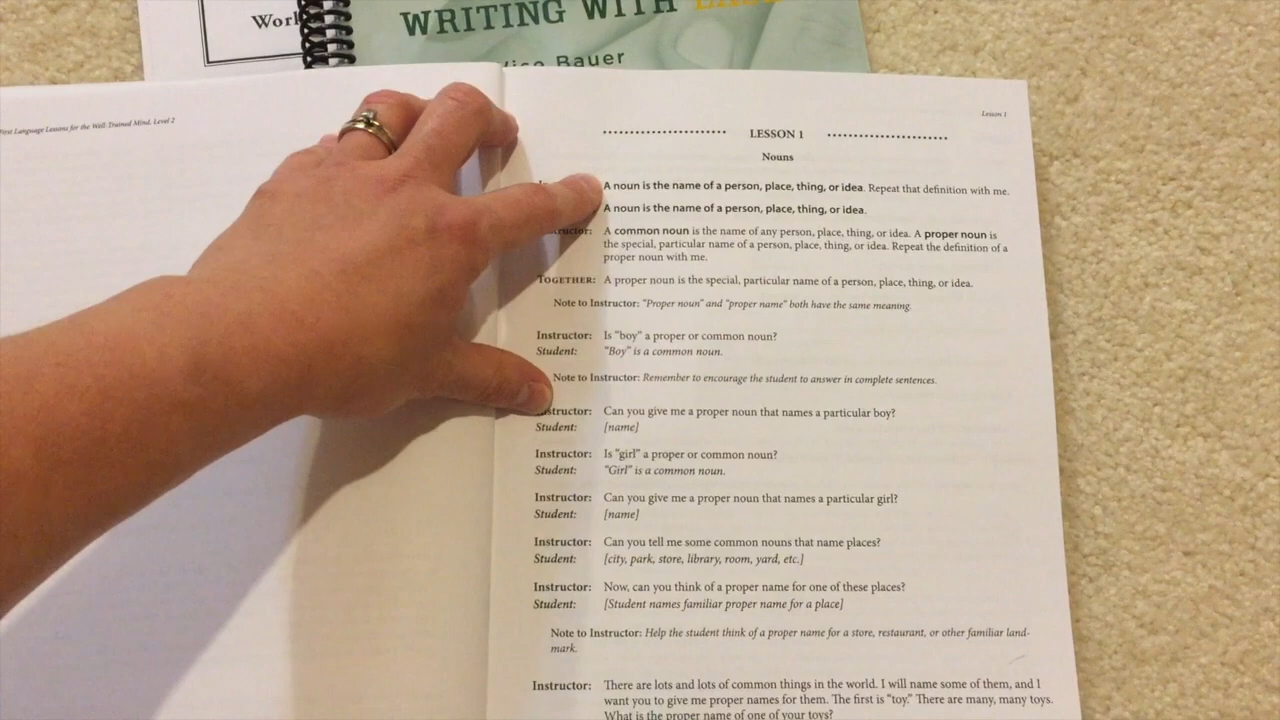 WRITING WITH
Bauer
First Language Lessons for the Well-Trained Mind, Level 2
Lesson 1
LESSON 1
Nouns
A noun is the name of a person, place, thing, or idea. Repeat that definition with me.
A noun is the name of a person, place, thing, or idea.
A common noun is the name of any person, place, thing, or idea. A proper noun is
the special, particular name of a person, place, thing, or idea. Repeat the definition of a
proper noun with me.
TOGETHER: A proper noun is the special, particular name of a person, place, thing, or idea.
Note to Instructor: "Proper noun" and "proper name" both have the same meaning.
Instructor: Is "boy" a proper or common noun?
Student: "Boy" is a common noun.
Note to Instructor: Remember to encourage the student to answer in complete sentences.
Instructor: Can you give me a proper noun that names a particular boy?
Student: [name]
Instructor: Is "girl" a proper or common noun?
Student: "Girl" is a common noun.
Instructor: Can you give me a proper noun that names a particular girl?
Student: [name]
Instructor: Can you tell me some common nouns that name places?
Student: [city, park, store, library, room, yard, etc.]
Instructor: Now, can you think of a proper name for one of these places?
Student: [Student names familiar proper name for a place]
Note to Instructor: Help the student think of a proper name for a store, restaurant, or other familiar land-
mark.
Instructor: There are lots and lots of common things in the world. I will name some of them, and I
want you to give me proper names for them. The first is "toy." There are many, many toys.
What is the proper name of one of your toys?